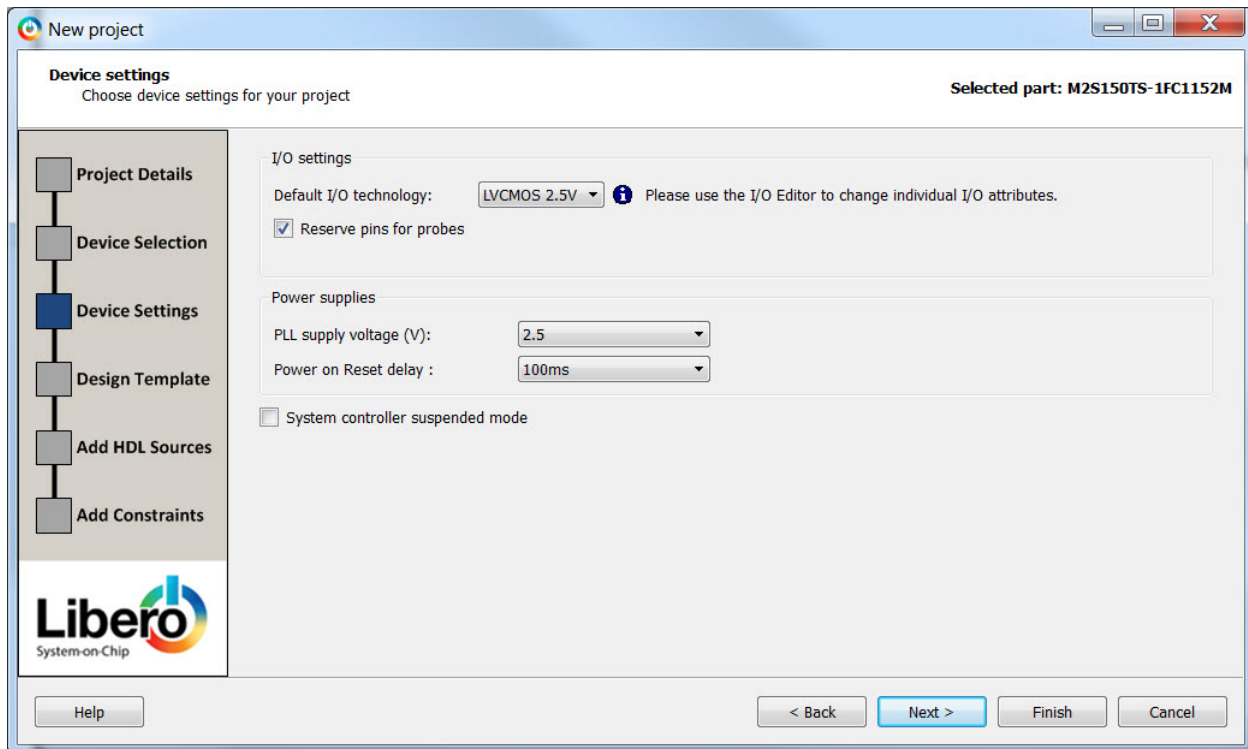 New project
Device settings
Choose device settings for your project
Selected part: M2S150TS-1FC1152M
Project Details
Device Selection
Device Settings
Design Template
Add HDL Sources
Add Constraints
Libero
System-on-Chip
I/O settings
Default I/O technology: LVCMOS 2.5V i Please use the I/O Editor to change individual I/O attributes.
Reserve pins for probes
Power supplies
PLL supply voltage (V): 2.5
Power on Reset delay : 100ms
System controller suspended mode
Help < Back Next > Finish Cancel